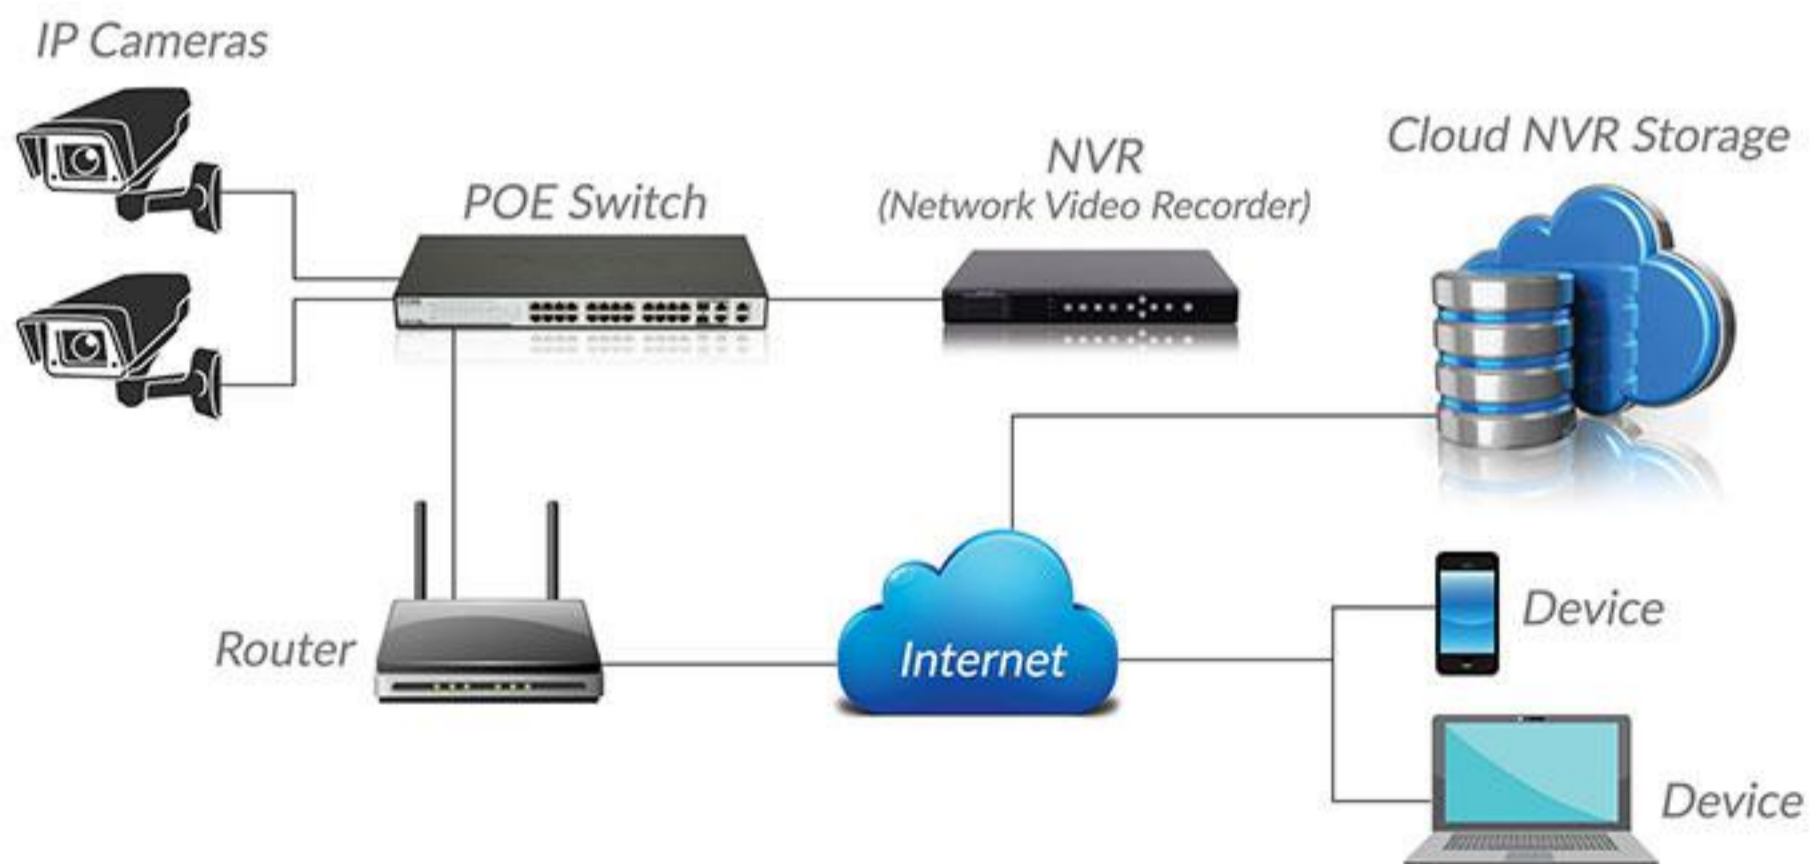 IP Cameras
POE Switch
NVR
(Network Video Recorder)
Cloud NVR Storage
Router
Internet
Device
Device